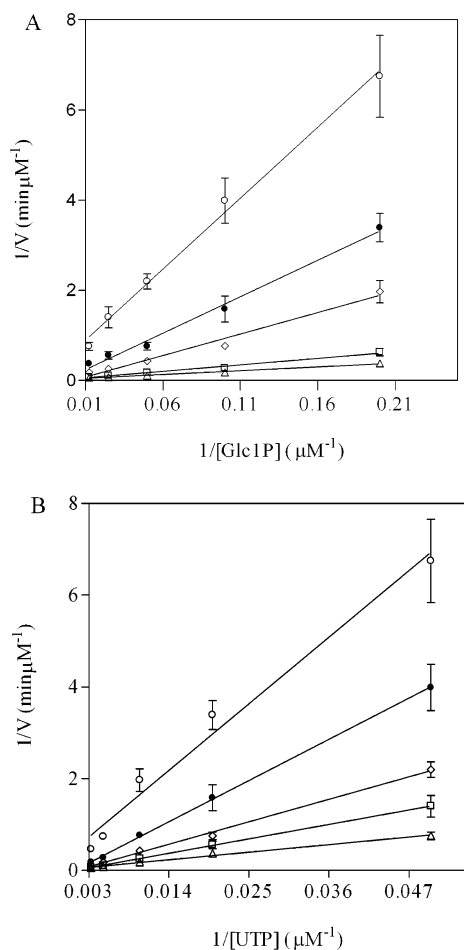 A
8
6
4
2
0
1/V (minμM-1)
0.01 0.06 0.11 0.16 0.21
1/[Glc1P] ( μM-1)
B
8
6
4
2
0
1/V (minμM-1)
0.003 0.014 0.025 0.036 0.047
1/[UTP] (μM-1)